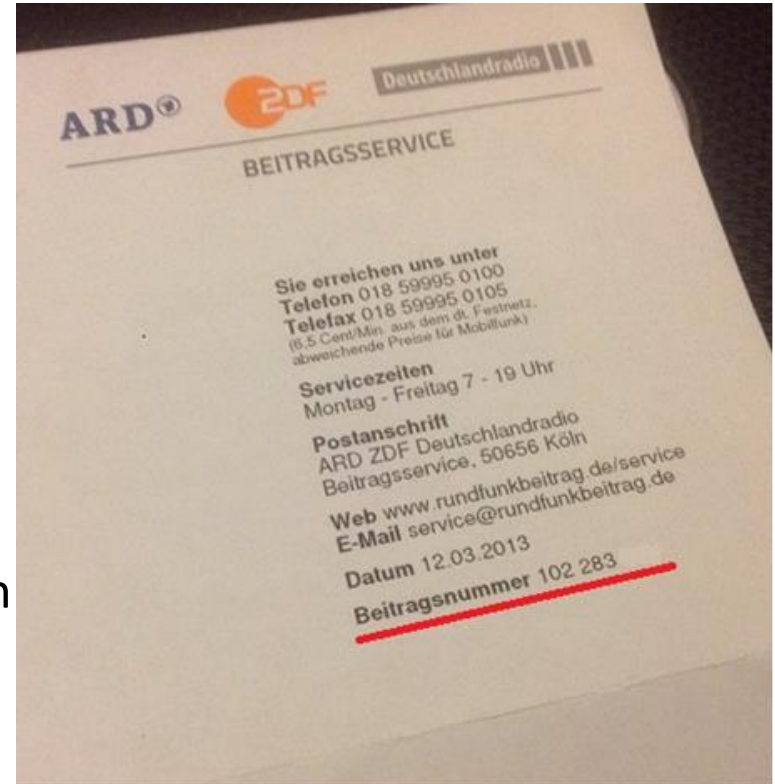 ARD ZDF Deutschlandradio
BEITRAGSSERVICE
Sie erreichen uns unter
Telefon 018 59995 0100
Telefax 018 59995 0105
(6,5 Cent/Min. aus dem dt. Festnetz,
abweichende Preise für Mobilfunk)
Servicezeiten
Montag - Freitag 7 - 19 Uhr
Postanschrift
ARD ZDF Deutschlandradio
Beitragsservice, 50656 Köln
Web www.rundfunkbeitrag.de/service
E-Mail service@rundfunkbeitrag.de
Datum 12.03.2013
Beitragsnummer 102 283